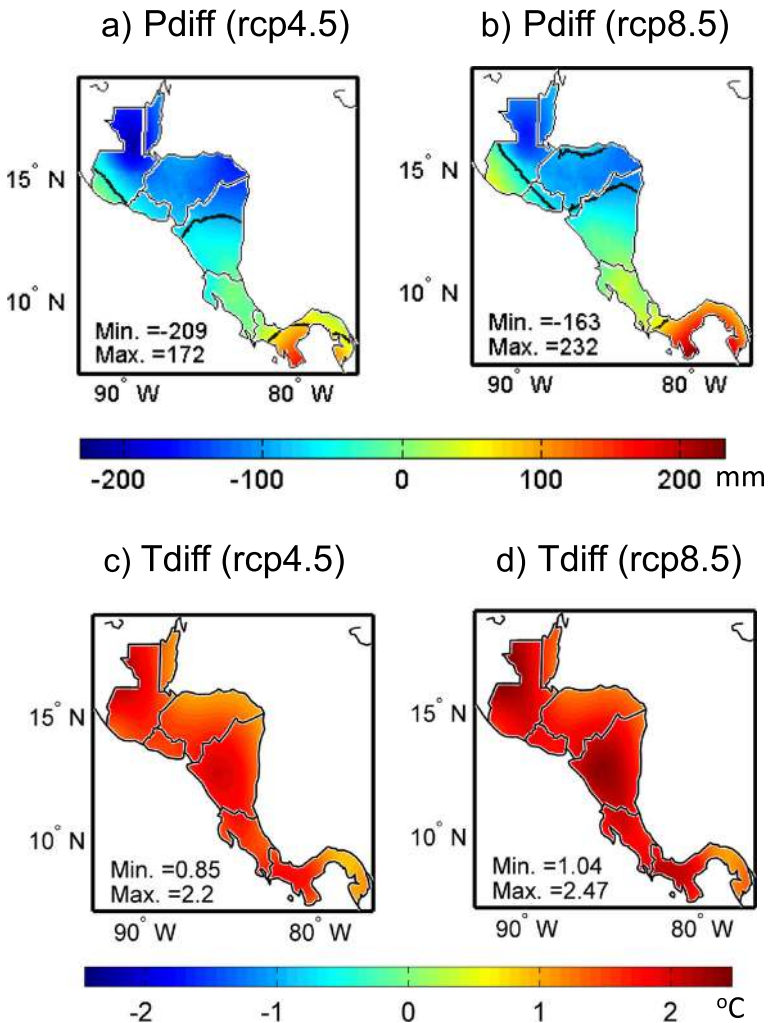 a) Pdiff (rcp4.5)
b) Pdiff (rcp8.5)
15° N
10° N
Min. =-209
Max. =172
90° W
80° W
15° N
10° N
Min. =-163
Max. =232
90° W
80° W
-200 -100 0 100 200 mm
c) Tdiff (rcp4.5)
d) Tdiff (rcp8.5)
15° N
10° N
Min. =0.85
Max. =2.2
90° W
80° W
15° N
10° N
Min. =1.04
Max. =2.47
90° W
80° W
-2 -1 0 1 2 °C